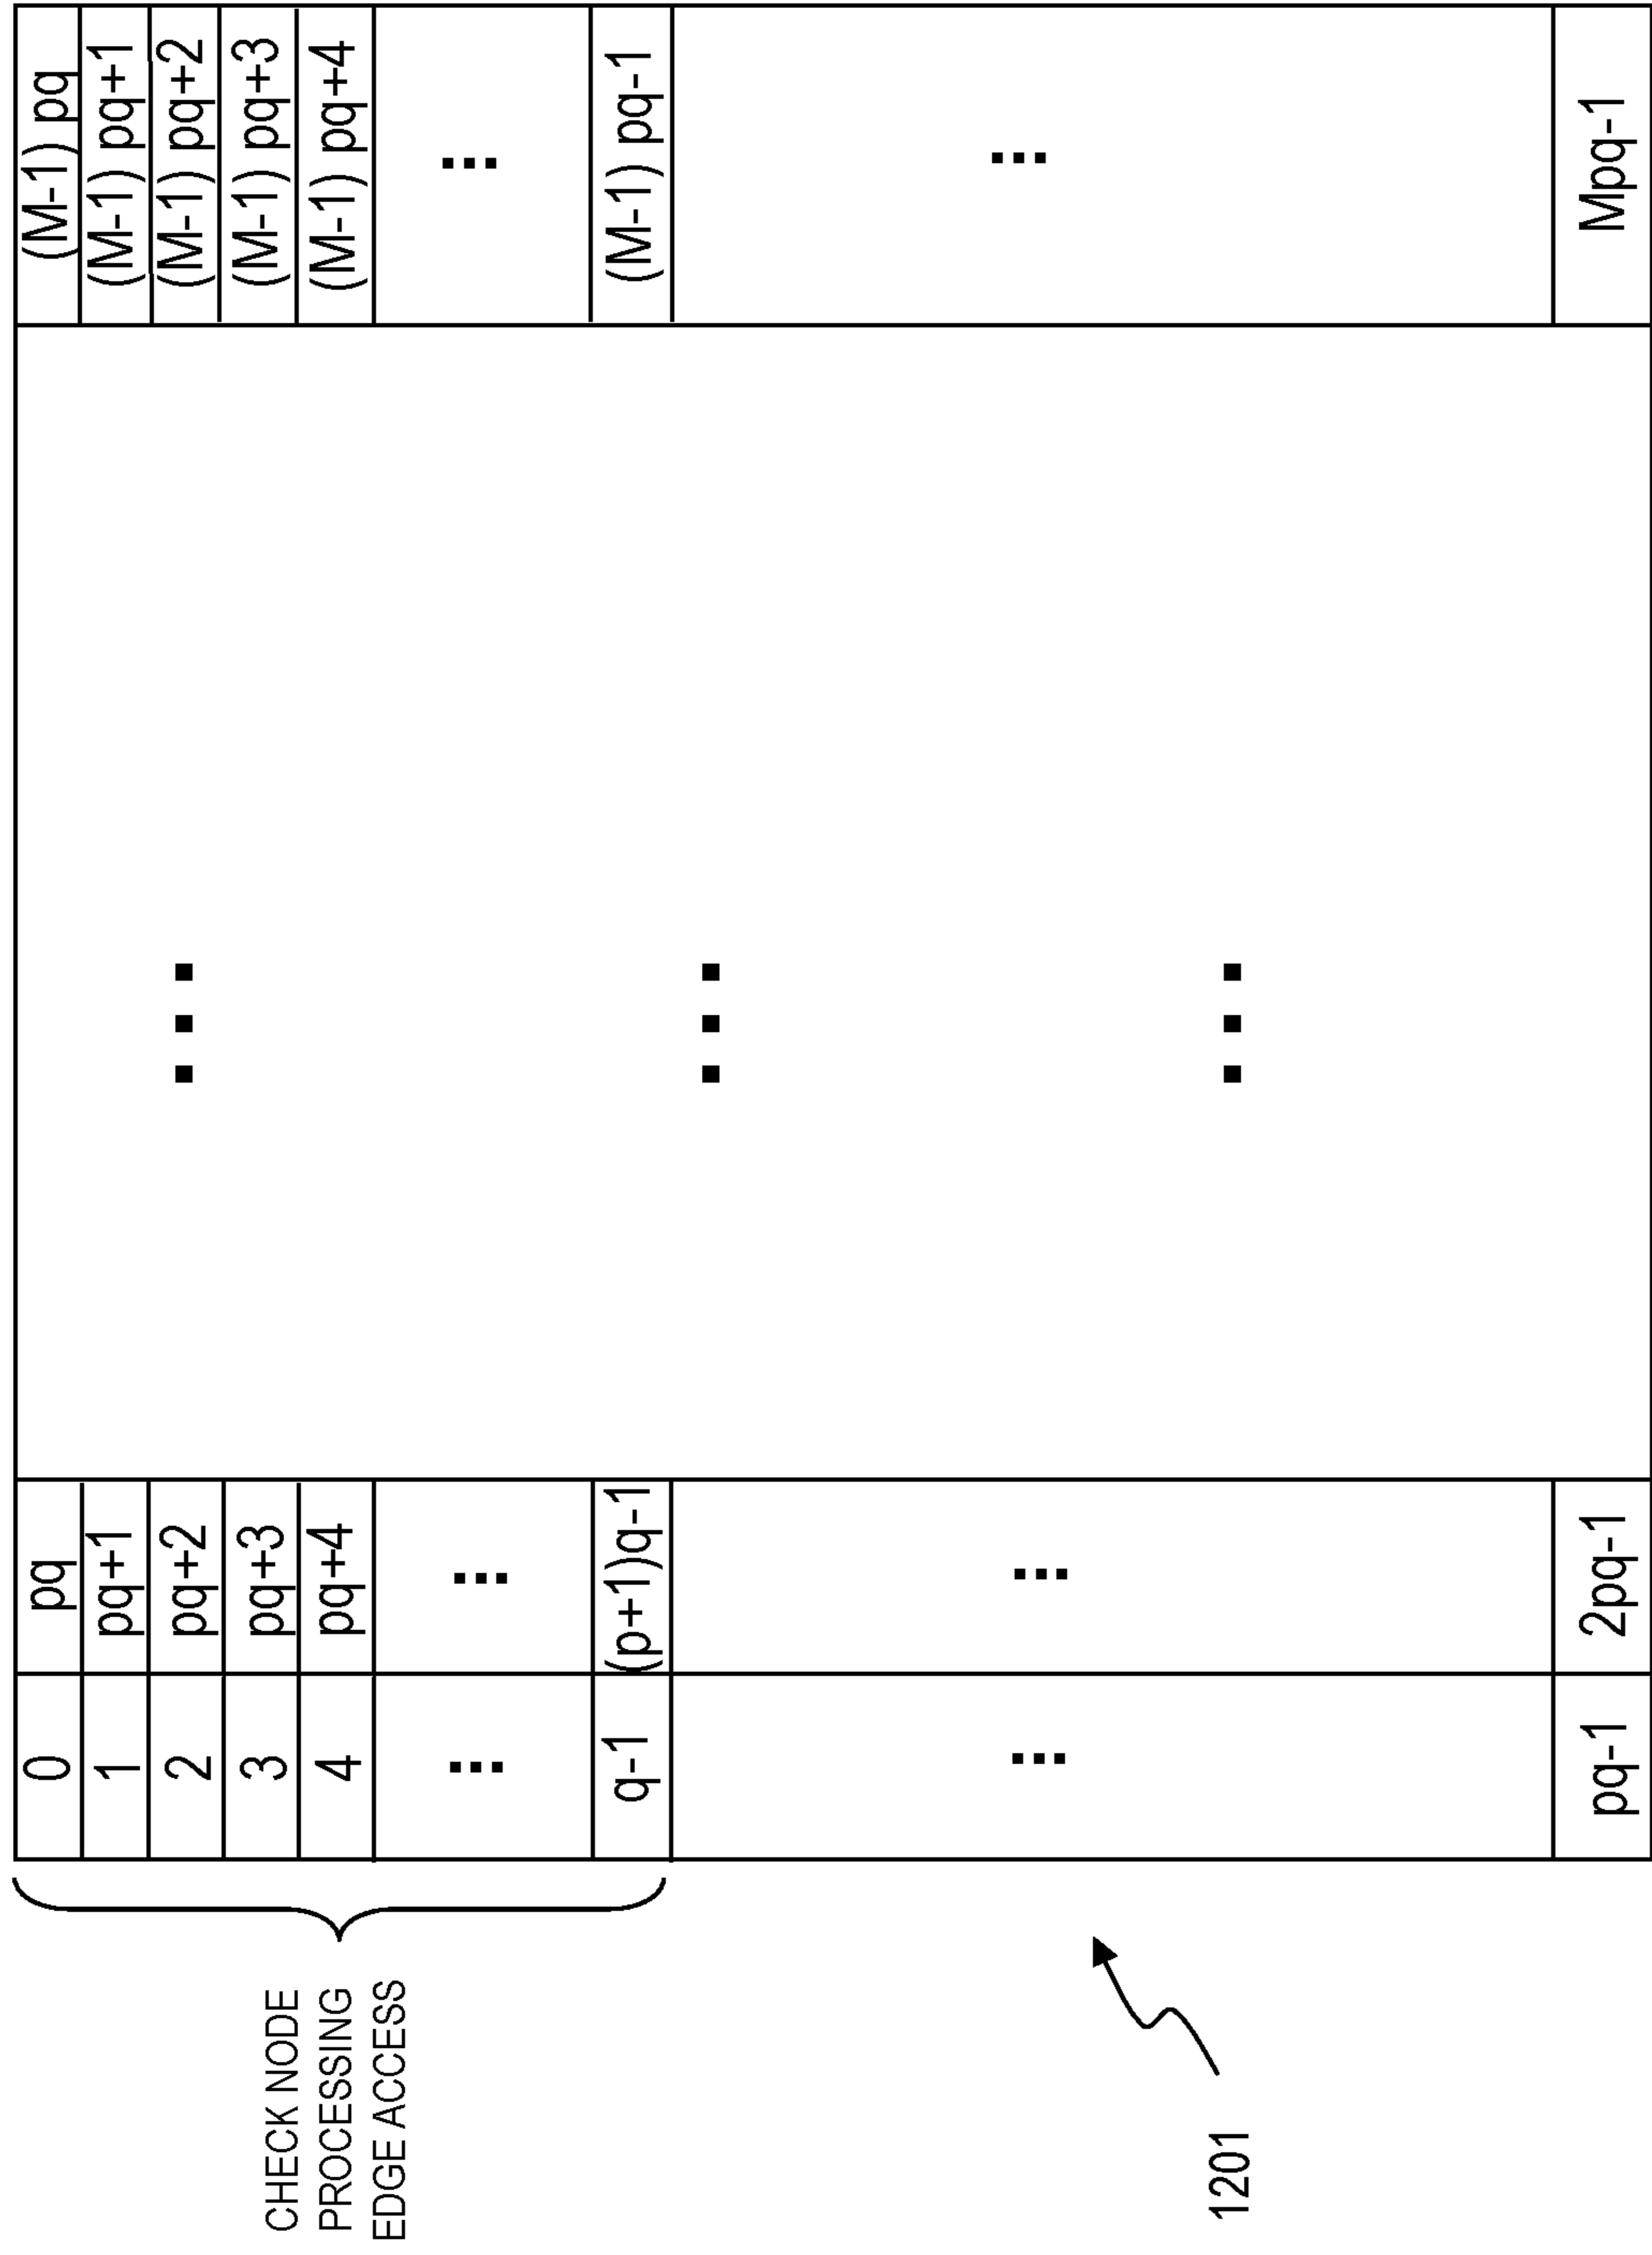 CHECK NODE
PROCESSING
EDGE ACCESS
0 pq (M-1) pq
1 pq+1 (M-1) pq+1
2 pq+2 ... (M-1) pq+2
3 pq+3 (M-1) pq+3
4 pq+4 (M-1) pq+4
... ... ...
q-1 (p+1)q-1 (M-1) pq-1
...
... ... ...
...
pq-1 2pq-1 Mpq-1
1201